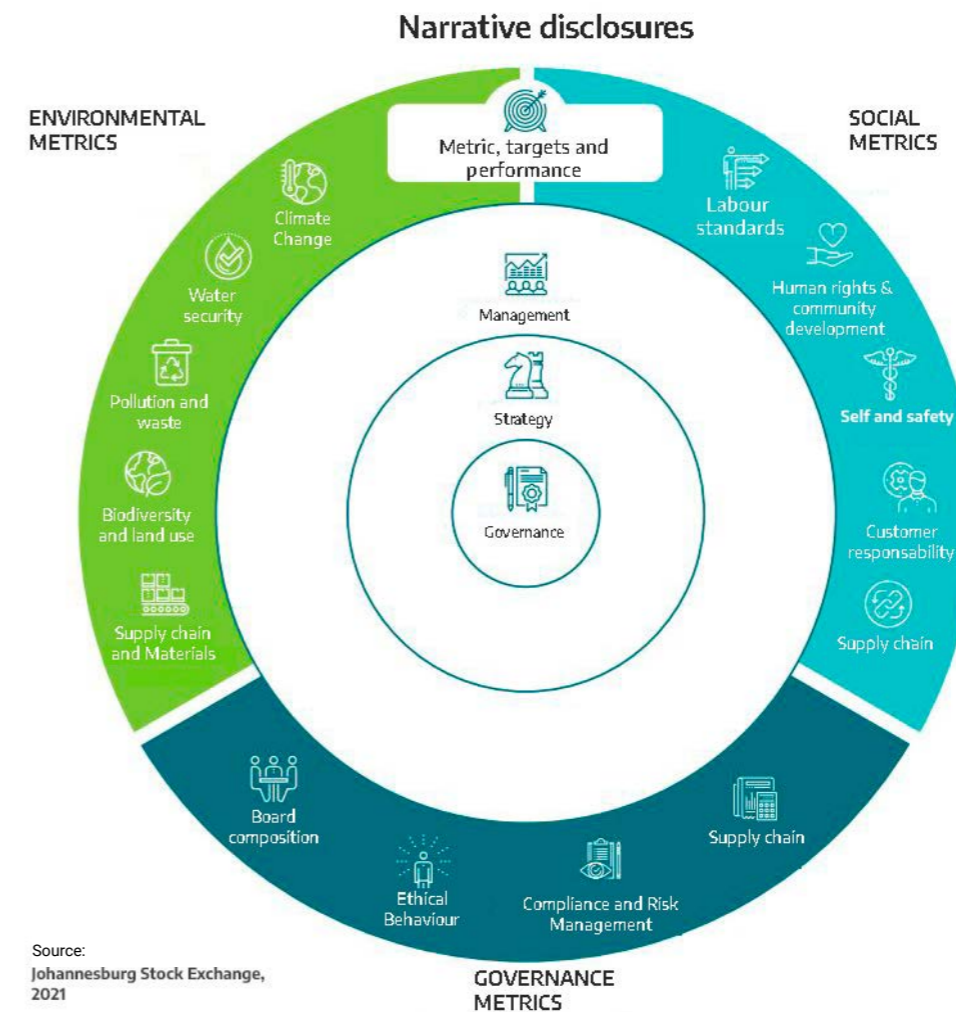 Narrative disclosures
ENVIRONMENTAL
METRICS
SOCIAL
METRICS
Metric, targets and
performance
Climate
Change
Water
security
Pollution and
waste
Biodiversity
and land use
Supply chain
and Materials
Labour
standards
Human rights &
community
development
Self and safety
Customer
responsability
Supply chain
Management
Strategy
Governance
Board
composition
Ethical
Behaviour
Compliance and Risk
Management
Supply chain
Source:
Johannesburg Stock Exchange,
2021
GOVERNANCE
METRICS